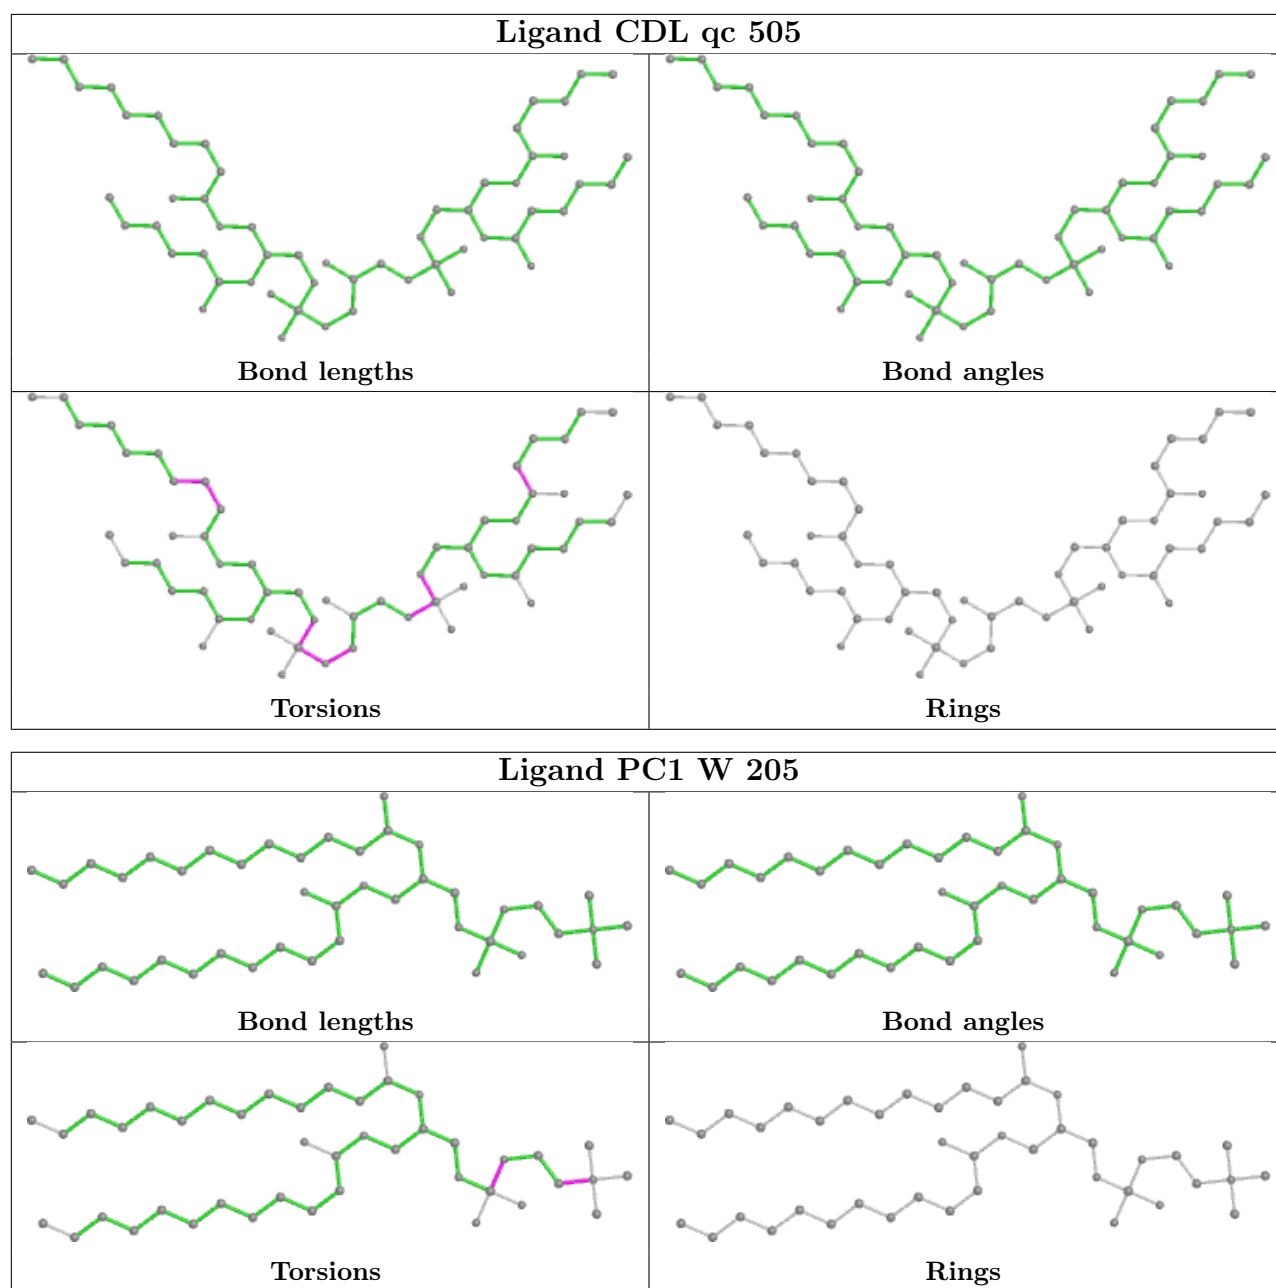 Ligand CDL qc 505
Bond lengths
Bond angles
Torsions
Rings
Ligand PC1 W 205
Bond lengths
Bond angles
Torsions
Rings